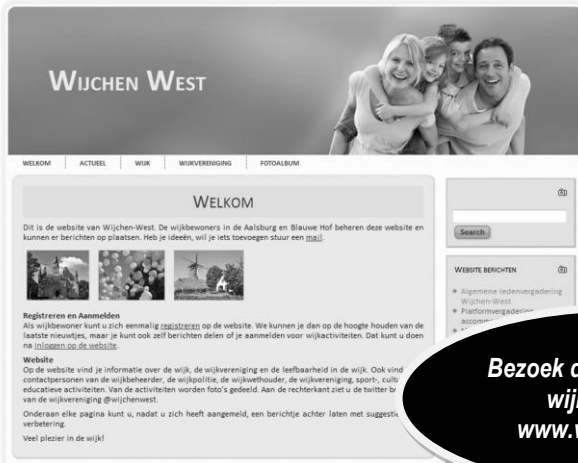 WIJCHEN WEST
WELKOM
ACTUEEL
WIJK
WIJKVERENIGING
FOTOALBUM
WELKOM
Dit is de website van Wijchen-West. De wijkbewoners in de Aalsburg en Blauwe Hof beheren deze website en
kunnen er berichten op plaatsen. Heb je ideeën, wil je iets toevoegen stuur een mail.
Registreren en Aanmelden
Als wijkbewoner kunt u zich eenmalig registreren op de website. We kunnen je dan op de hoogte houden van de
laatste nieuwtjes, maar je kunt ook zelf berichten delen of je aanmelden voor wijkactiviteiten. Dat kunt u doen
na inloggen op de website.
Website
Op de website vind je informatie over de wijk, de wijkvereniging en de leefbaarheid in de wijk. Ook vind
contactpersonen van de wijkbeheerder, de wijkpolitie, de wijkwethouder, de wijkvereniging, sport-,
educatieve activiteiten. Van de activiteiten worden foto's gedeeld. Aan de rechterkant ziet u de twitter
van de wijkvereniging @wijchenwest.
Onderaan elke pagina kunt u, nadat u zich heeft aangemeld, een berichtje achter laten met
verbetering.
Veel plezier in de wijk!
Search
WEBSITE BERICHTEN
Algemene ledenvergadering
Wijchen-West
Platformvergadering
Bezoek